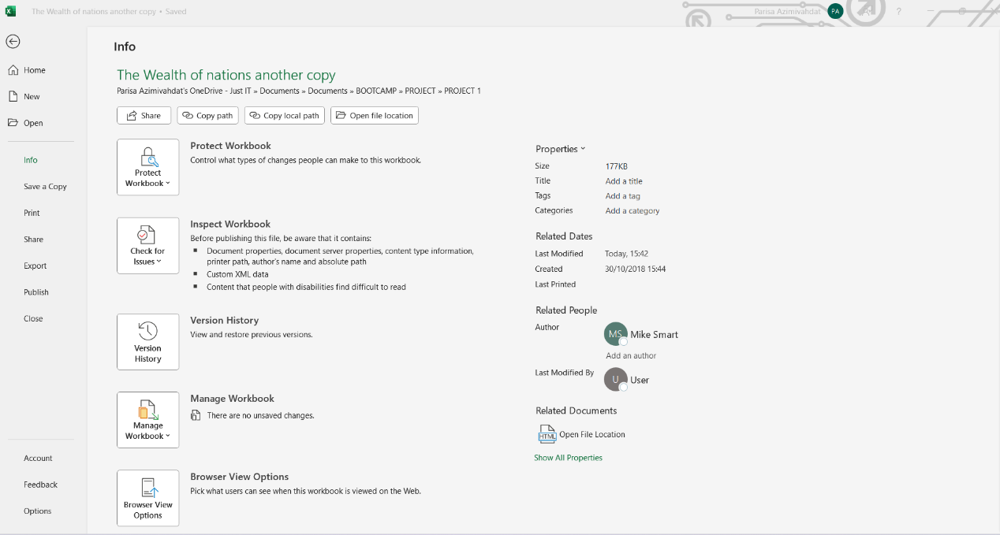 The Wealth of nations another copy • Saved
Parisa Azimivahdat PA ?
Info
Home
New
Open
Info
Save a Copy
Print
Share
Export
Publish
Close
Account
Feedback
Options
The Wealth of nations another copy
Parisa Azimivahdat's OneDrive - Just IT » Documents » Documents » BOOTCAMP » PROJECT » PROJECT 1
Share Copy path Copy local path Open file location
Protect
Workbook
Protect Workbook
Control what types of changes people can make to this workbook.
Check for
Issues
Inspect Workbook
Before publishing this file, be aware that it contains:
Document properties, document server properties, content type information,
printer path, author's name and absolute path
Custom XML data
Content that people with disabilities find difficult to read
Version
History
Version History
View and restore previous versions.
Manage
Workbook
Manage Workbook
There are no unsaved changes.
Browser View
Options
Browser View Options
Pick what users can see when this workbook is viewed on the Web.
Properties
Size 177KB
Title Add a title
Tags Add a tag
Categories Add a category
Related Dates
Last Modified Today, 15:42
Created 30/10/2018 15:44
Last Printed
Related People
Author MS Mike Smart
Add an author
Last Modified By U User
Related Documents
HTML Open File Location
Show All Properties